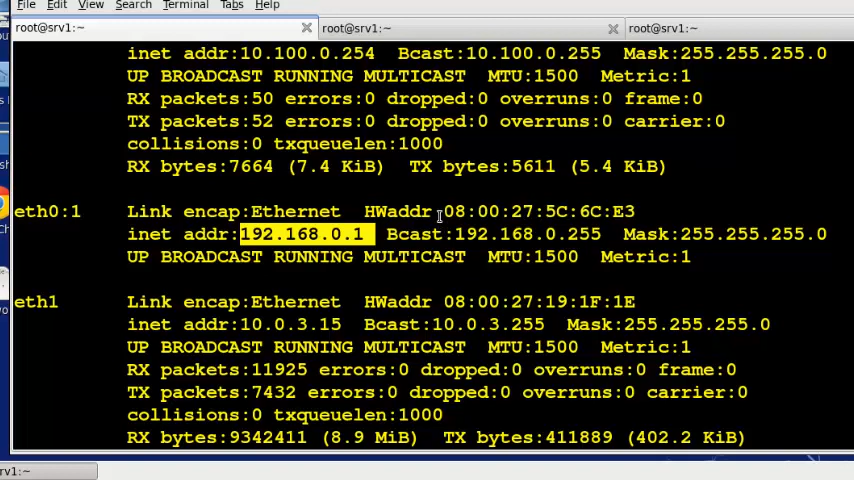 File Edit View Search Terminal Tabs Help
root@srv1:~ root@srv1:~ root@srv1:~
inet addr:10.100.0.254 Bcast:10.100.0.255 Mask:255.255.255.0
UP BROADCAST RUNNING MULTICAST MTU:1500 Metric:1
RX packets:50 errors:0 dropped:0 overruns:0 frame:0
TX packets:52 errors:0 dropped:0 overruns:0 carrier:0
collisions:0 txqueuelen:1000
RX bytes:7664 (7.4 KiB) TX bytes:5611 (5.4 KiB)
eth0:1 Link encap:Ethernet HWaddr 08:00:27:5C:6C:E3
inet addr:192.168.0.1 Bcast:192.168.0.255 Mask:255.255.255.0
UP BROADCAST RUNNING MULTICAST MTU:1500 Metric:1
eth1 Link encap:Ethernet HWaddr 08:00:27:19:1F:1E
inet addr:10.0.3.15 Bcast:10.0.3.255 Mask:255.255.255.0
UP BROADCAST RUNNING MULTICAST MTU:1500 Metric:1
RX packets:11925 errors:0 dropped:0 overruns:0 frame:0
TX packets:7432 errors:0 dropped:0 overruns:0 carrier:0
collisions:0 txqueuelen:1000
RX bytes:9342411 (8.9 MiB) TX bytes:411889 (402.2 KiB)
rv1:~